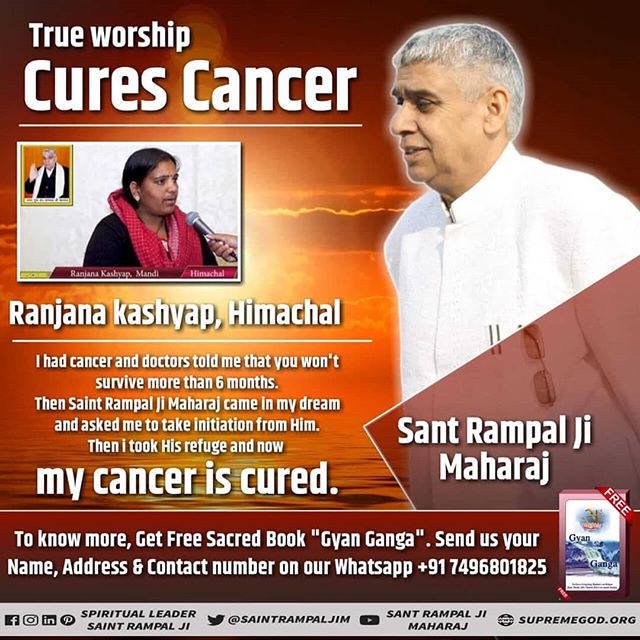 True worship
Cures Cancer
Ranjana Kashyap, Mandi Himachal
Ranjana kashyap, Himachal
I had cancer and doctors told me that you won't
survive more than 6 months.
Then Saint Rampal Ji Maharaj came in my dream
and asked me to take initiation from Him.
Then i took His refuge and now
my cancer is cured.
Sant Rampal Ji
Maharaj
FREE
Gyan
Ganga
FREE
To know more, Get Free Sacred Book "Gyan Ganga". Send us your
Name, Address & Contact number on our Whatsapp +91 7496801825
SPIRITUAL LEADER
SAINT RAMPAL JI
@SAINTRAMPALJIM
SANT RAMPAL JI
MAHARAJ
SUPREMEGOD.ORG